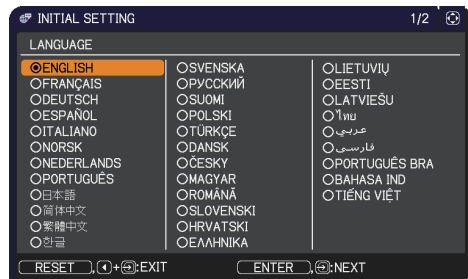 INITIAL SETTING 1/2
LANGUAGE
ENGLISH
FRANÇAIS
DEUTSCH
ESPAÑOL
ITALIANO
NORSK
NEDERLANDS
PORTUGUÊS
日本語
简体中文
繁體中文
한글
SVENSKA
РУССКИЙ
SUOMI
POLSKI
TÜRKÇE
DANSK
ČESKY
MAGYAR
ROMÂNĂ
SLOVENSKI
HRVATSKI
ΕΛΛΗΝΙΚΑ
LIETUVIŲ
EESTI
LATVIEŠU
ไทย
عربي
فارسی
PORTUGUÊS BRA
BAHASA IND
TIẾNG VIỆT
RESET ,+:EXIT ENTER ,:NEXT